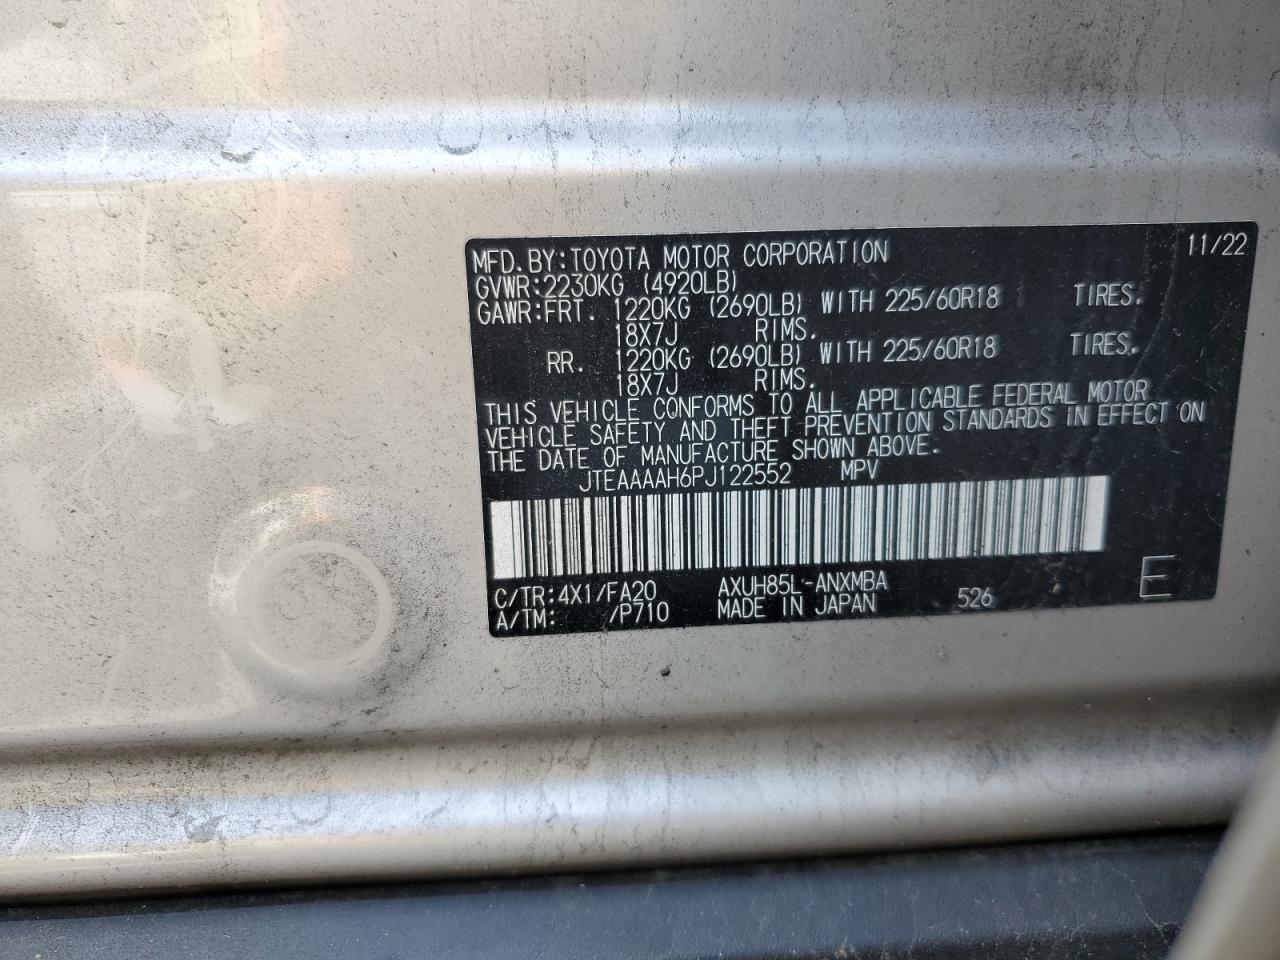 MFD.BY:TOYOTA MOTOR CORPORATION 11/22
GVWR:2230KG (4920LB)
GAWR:FRT. 1220KG (2690LB) WITH 225/60R18 TIRES.
18X7J RIMS.
RR. 1220KG (2690LB) WITH 225/60R18 TIRES.
18X7J RIMS.
THIS VEHICLE CONFORMS TO ALL APPLICABLE FEDERAL MOTOR
VEHICLE SAFETY AND THEFT PREVENTION STANDARDS IN EFFECT ON
THE DATE OF MANUFACTURE SHOWN ABOVE.
JTEAAAAH6PJ122552 MPV
C/TR:4X1/FA20 AXUH85L-ANXMBA
A/TM: /P710 MADE IN JAPAN 526 E